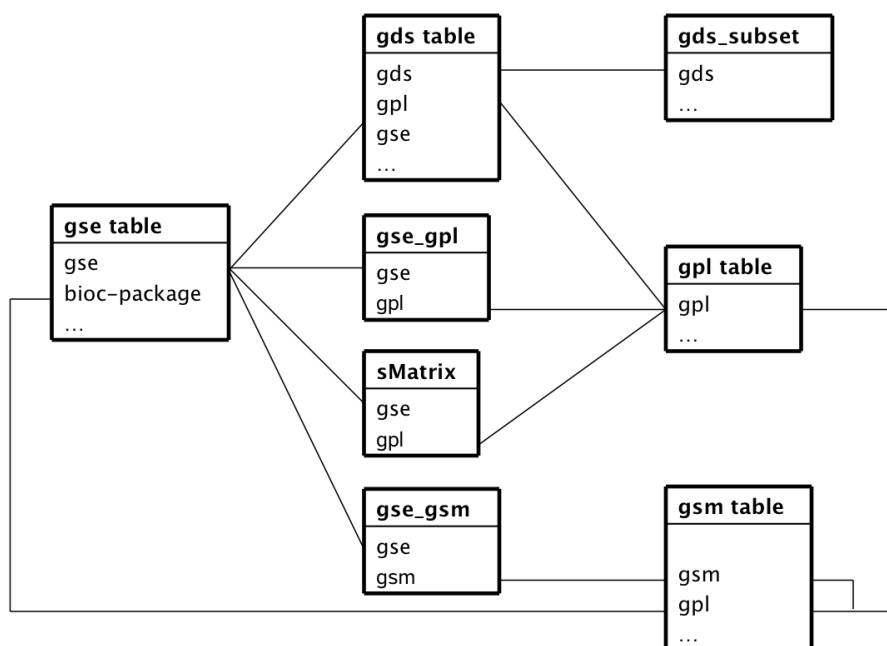 gds table
gds
gpl
gse
...
gds_subset
gds
...
gse table
gse
bioc-package
...
gse_gpl
gse
gpl
gpl table
gpl
...
sMatrix
gse
gpl
gse_gsm
gse
gsm
gsm table
gsm
gpl
...